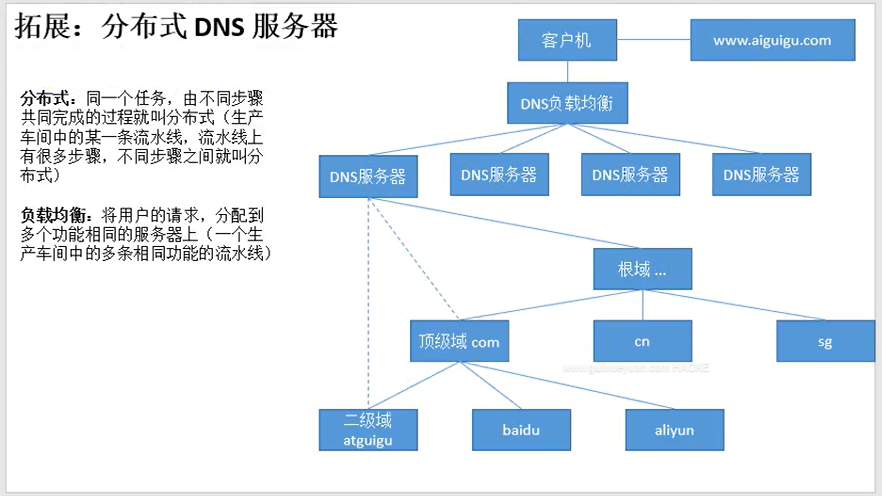 拓展：分布式 DNS 服务器
客户机
www.aiguigu.com
分布式：同一个任务，由不同步骤
共同完成的过程就叫分布式（生产
车间中的某一条流水线，流水线上
有很多步骤，不同步骤之间就叫分
布式）
DNS负载均衡
DNS服务器
DNS服务器
DNS服务器
DNS服务器
负载均衡：将用户的请求，分配到
多个功能相同的服务器上（一个生
产车间中的多条相同功能的流水线）
根域 ...
顶级域 com
cn
sg
二级域
atguigu
baidu
aliyun